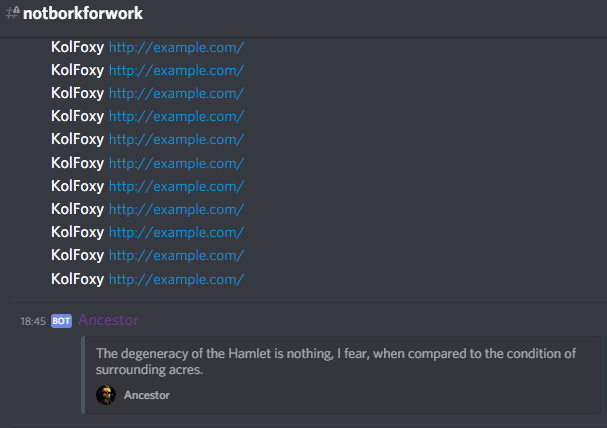 # notborkforwork
KolFoxy http://example.com/
KolFoxy http://example.com/
KolFoxy http://example.com/
KolFoxy http://example.com/
KolFoxy http://example.com/
KolFoxy http://example.com/
KolFoxy http://example.com/
KolFoxy http://example.com/
KolFoxy http://example.com/
KolFoxy http://example.com/
KolFoxy http://example.com/
18:45 BOT Ancestor
The degeneracy of the Hamlet is nothing, I fear, when compared to the condition of
surrounding acres.
Ancestor